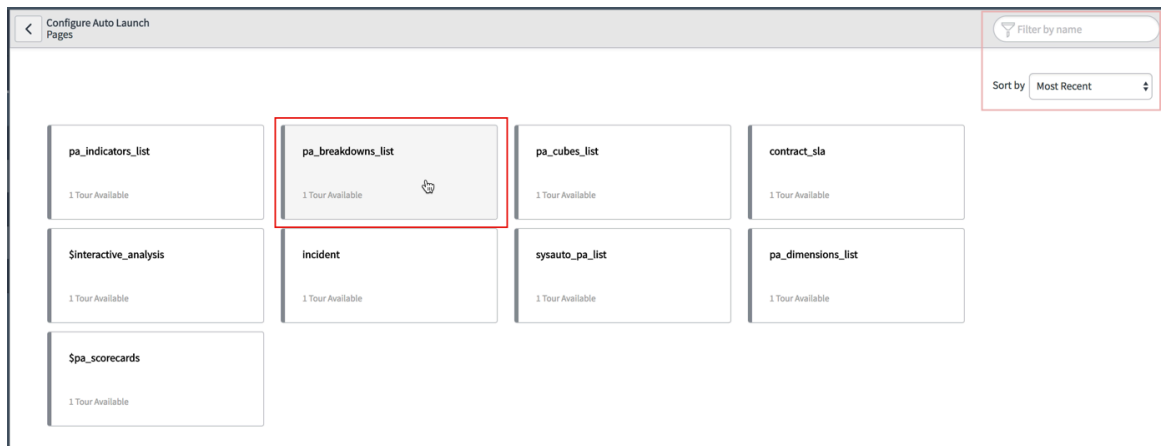 Configure Auto Launch
Pages
Filter by name
Sort by Most Recent
pa_indicators_list
1 Tour Available
pa_breakdowns_list
1 Tour Available
pa_cubes_list
1 Tour Available
contract_sla
1 Tour Available
$interactive_analysis
1 Tour Available
incident
1 Tour Available
sysauto_pa_list
1 Tour Available
pa_dimensions_list
1 Tour Available
$pa_scorecards
1 Tour Available